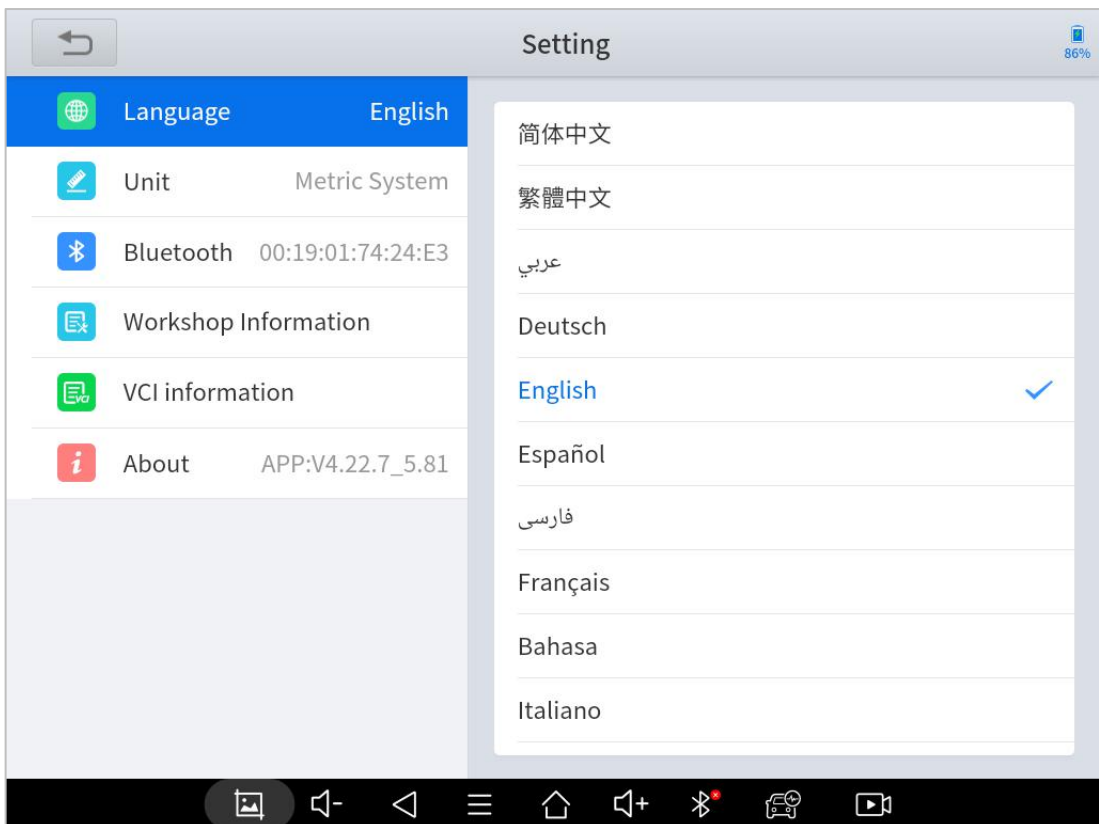 Setting
86%
Language English
Unit Metric System
Bluetooth 00:19:01:74:24:E3
Workshop Information
VCI information
About APP:V4.22.7_5.81
简体中文
繁體中文
عربي
Deutsch
English
Español
فارسی
Français
Bahasa
Italiano